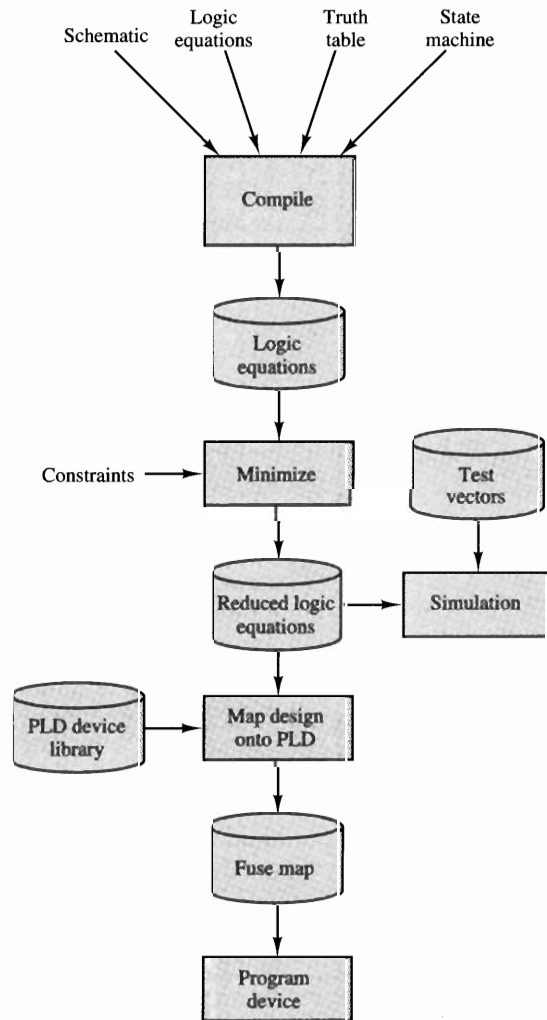 Schematic
Logic
equations
Truth
table
State
machine
Compile
Logic
equations
Constraints
Minimize
Test
vectors
Reduced logic
equations
Simulation
PLD device
library
Map design
onto PLD
Fuse map
Program
device